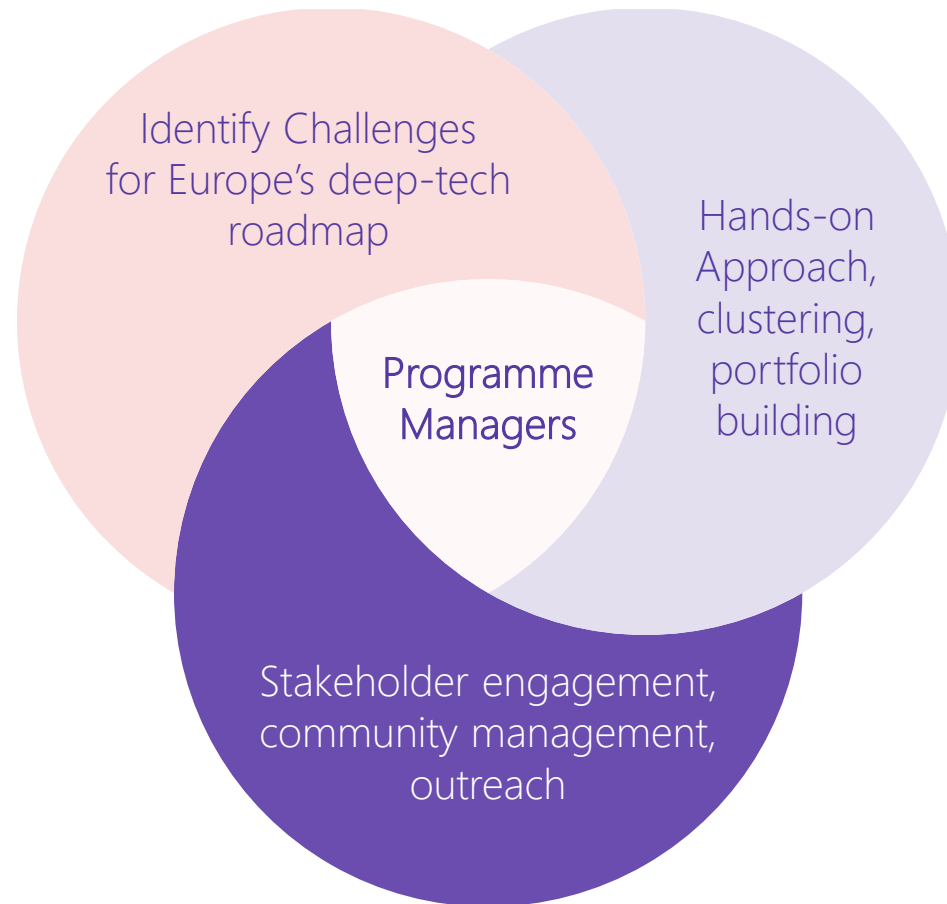 Identify Challenges
for Europe’s deep-tech
roadmap
Hands-on
Approach,
clustering,
portfolio
building
Programme
Managers
Stakeholder engagement,
community management,
outreach